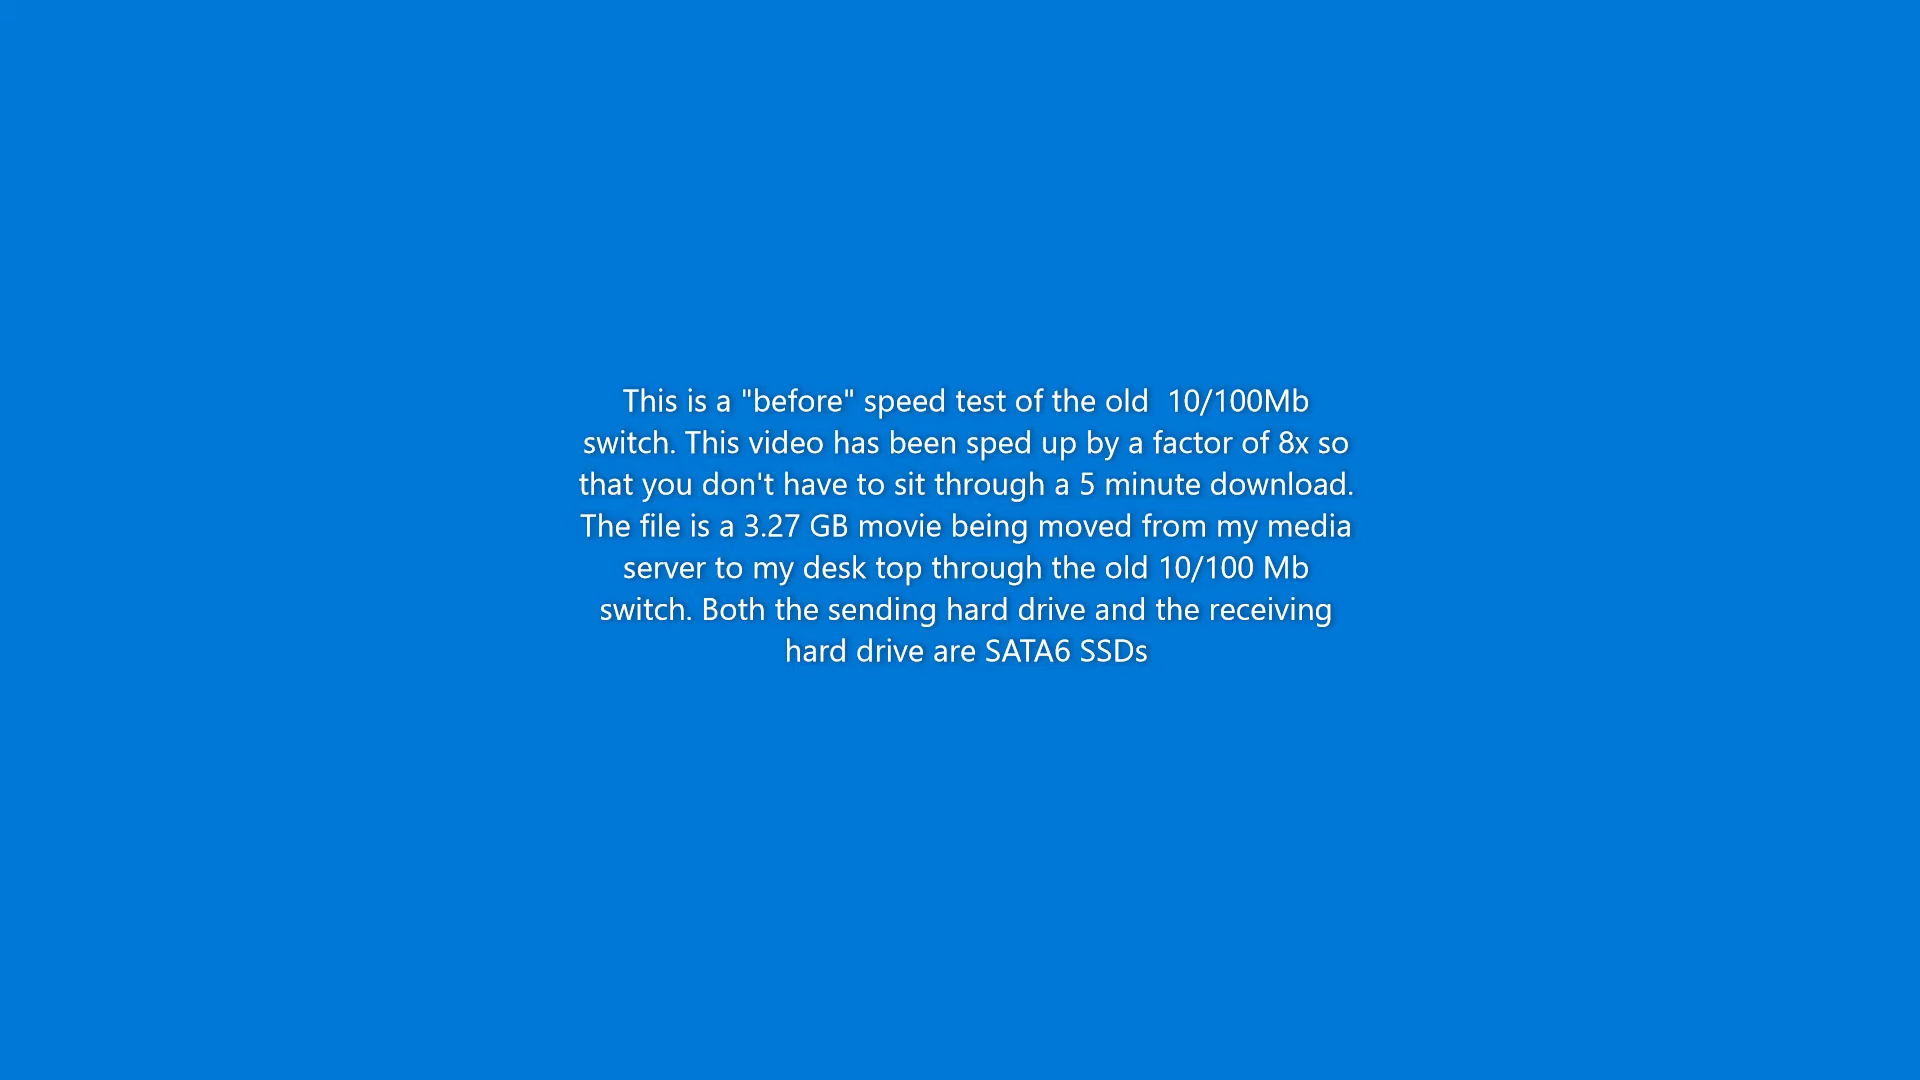 This is a "before" speed test of the old  10/100Mb
switch. This video has been sped up by a factor of 8x so
that you don't have to sit through a 5 minute download.
The file is a 3.27 GB movie being moved from my media
server to my desk top through the old 10/100 Mb
switch. Both the sending hard drive and the receiving
hard drive are SATA6 SSDs